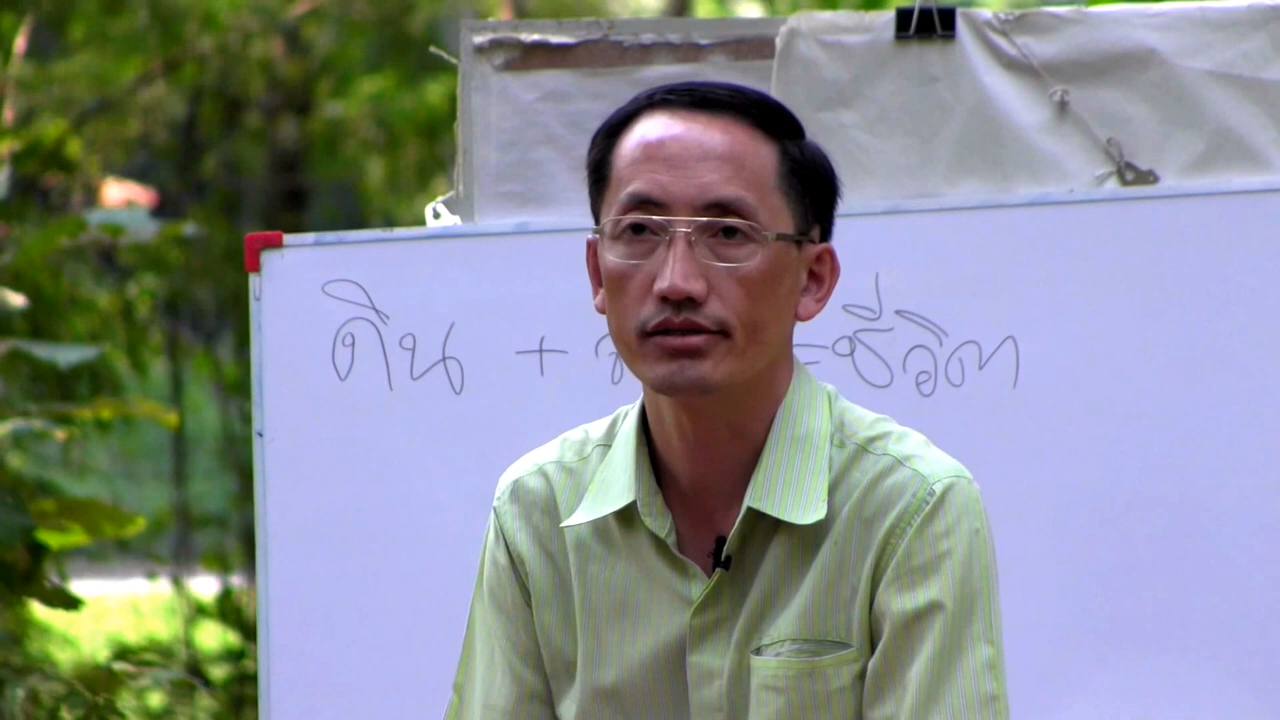 ดิน + = ชีวิต